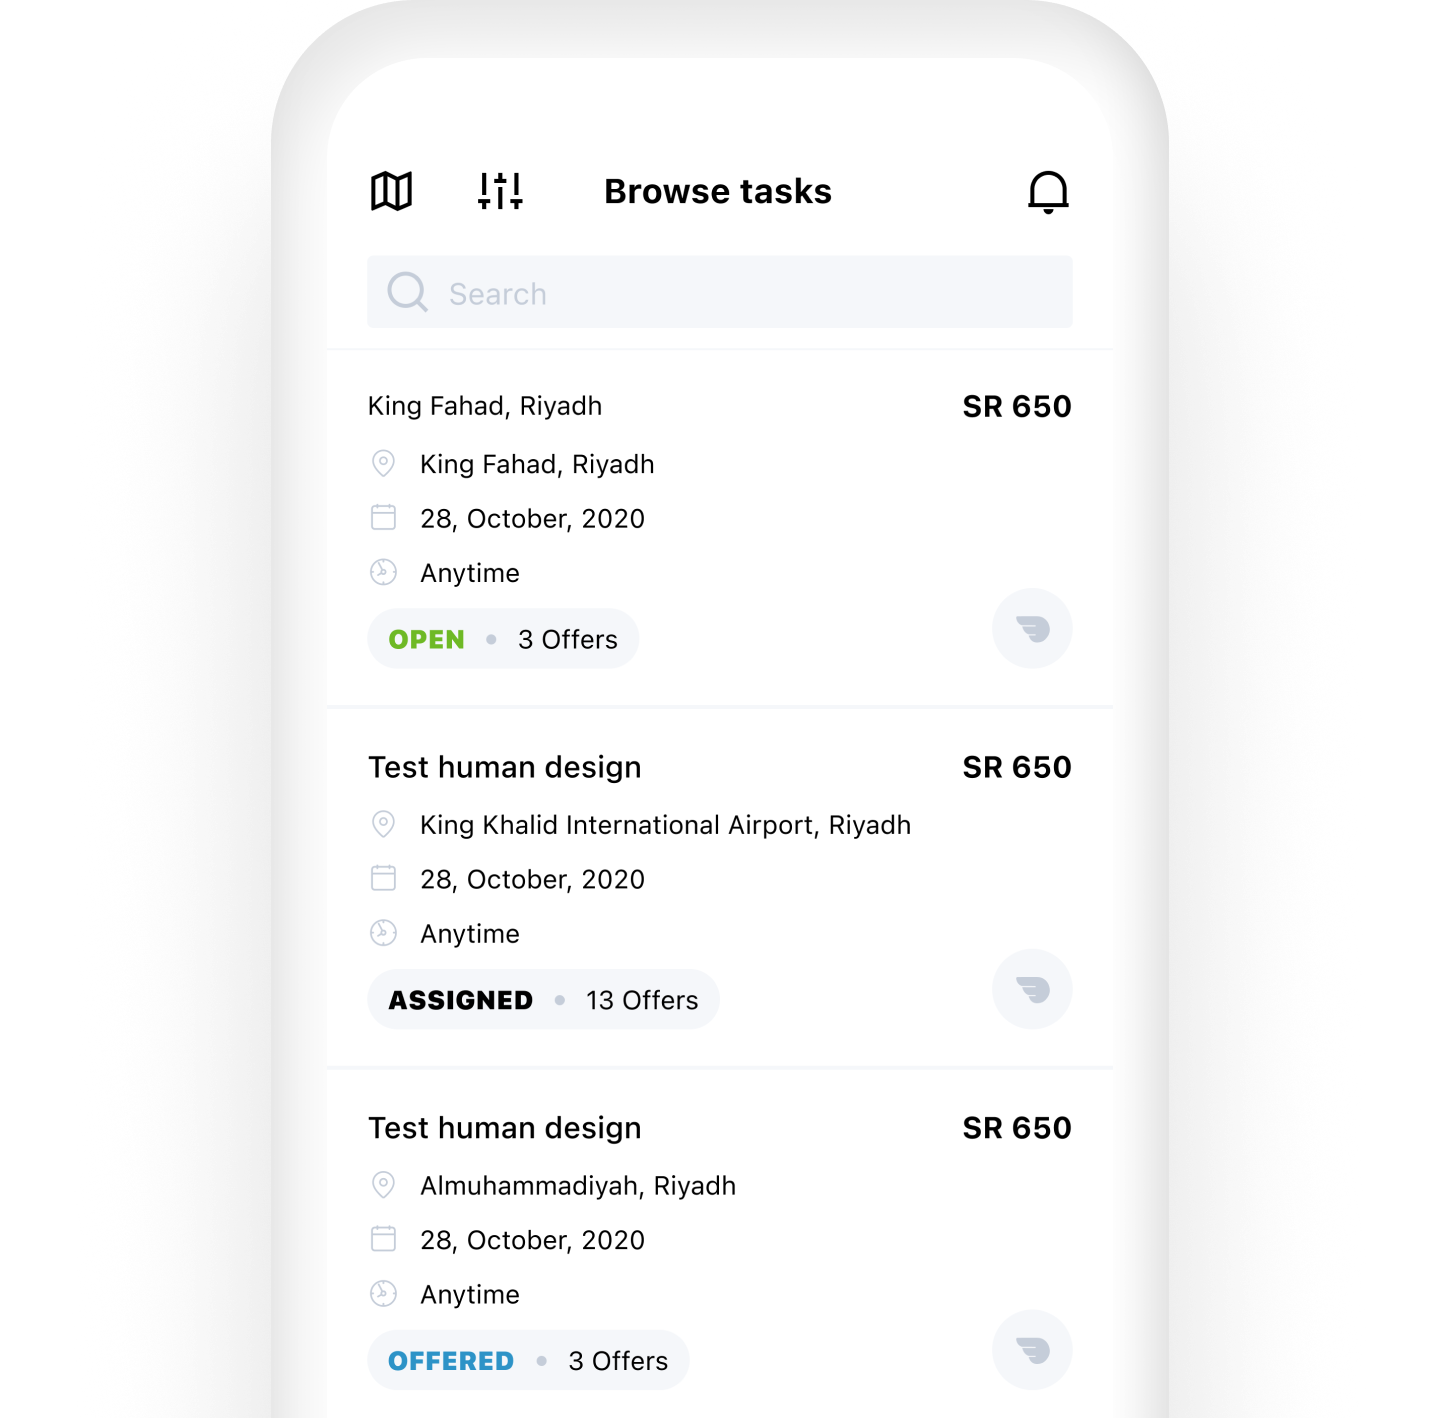 Browse tasks
Search
King Fahad, Riyadh
SR 650
King Fahad, Riyadh
28, October, 2020
Anytime
OPEN • 3 Offers
Test human design
SR 650
King Khalid International Airport, Riyadh
28, October, 2020
Anytime
ASSIGNED • 13 Offers
Test human design
SR 650
Almuhammadiyah, Riyadh
28, October, 2020
Anytime
OFFERED • 3 Offers